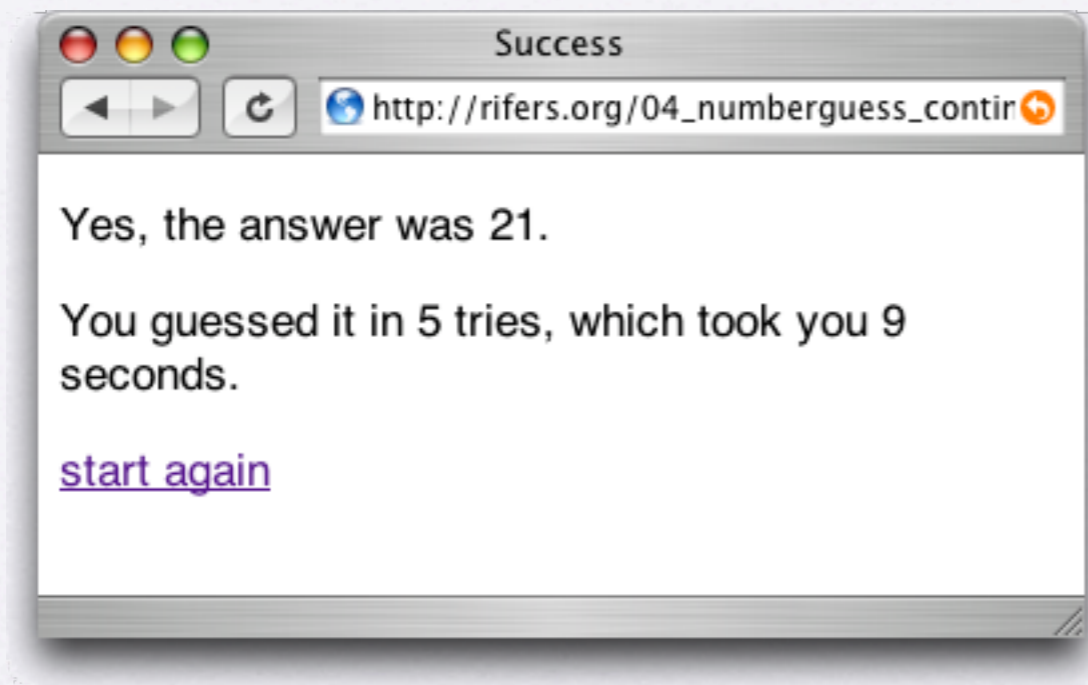 Success
http://rifers.org/04_numberguess_contin
Yes, the answer was 21.
You guessed it in 5 tries, which took you 9
seconds.
start again